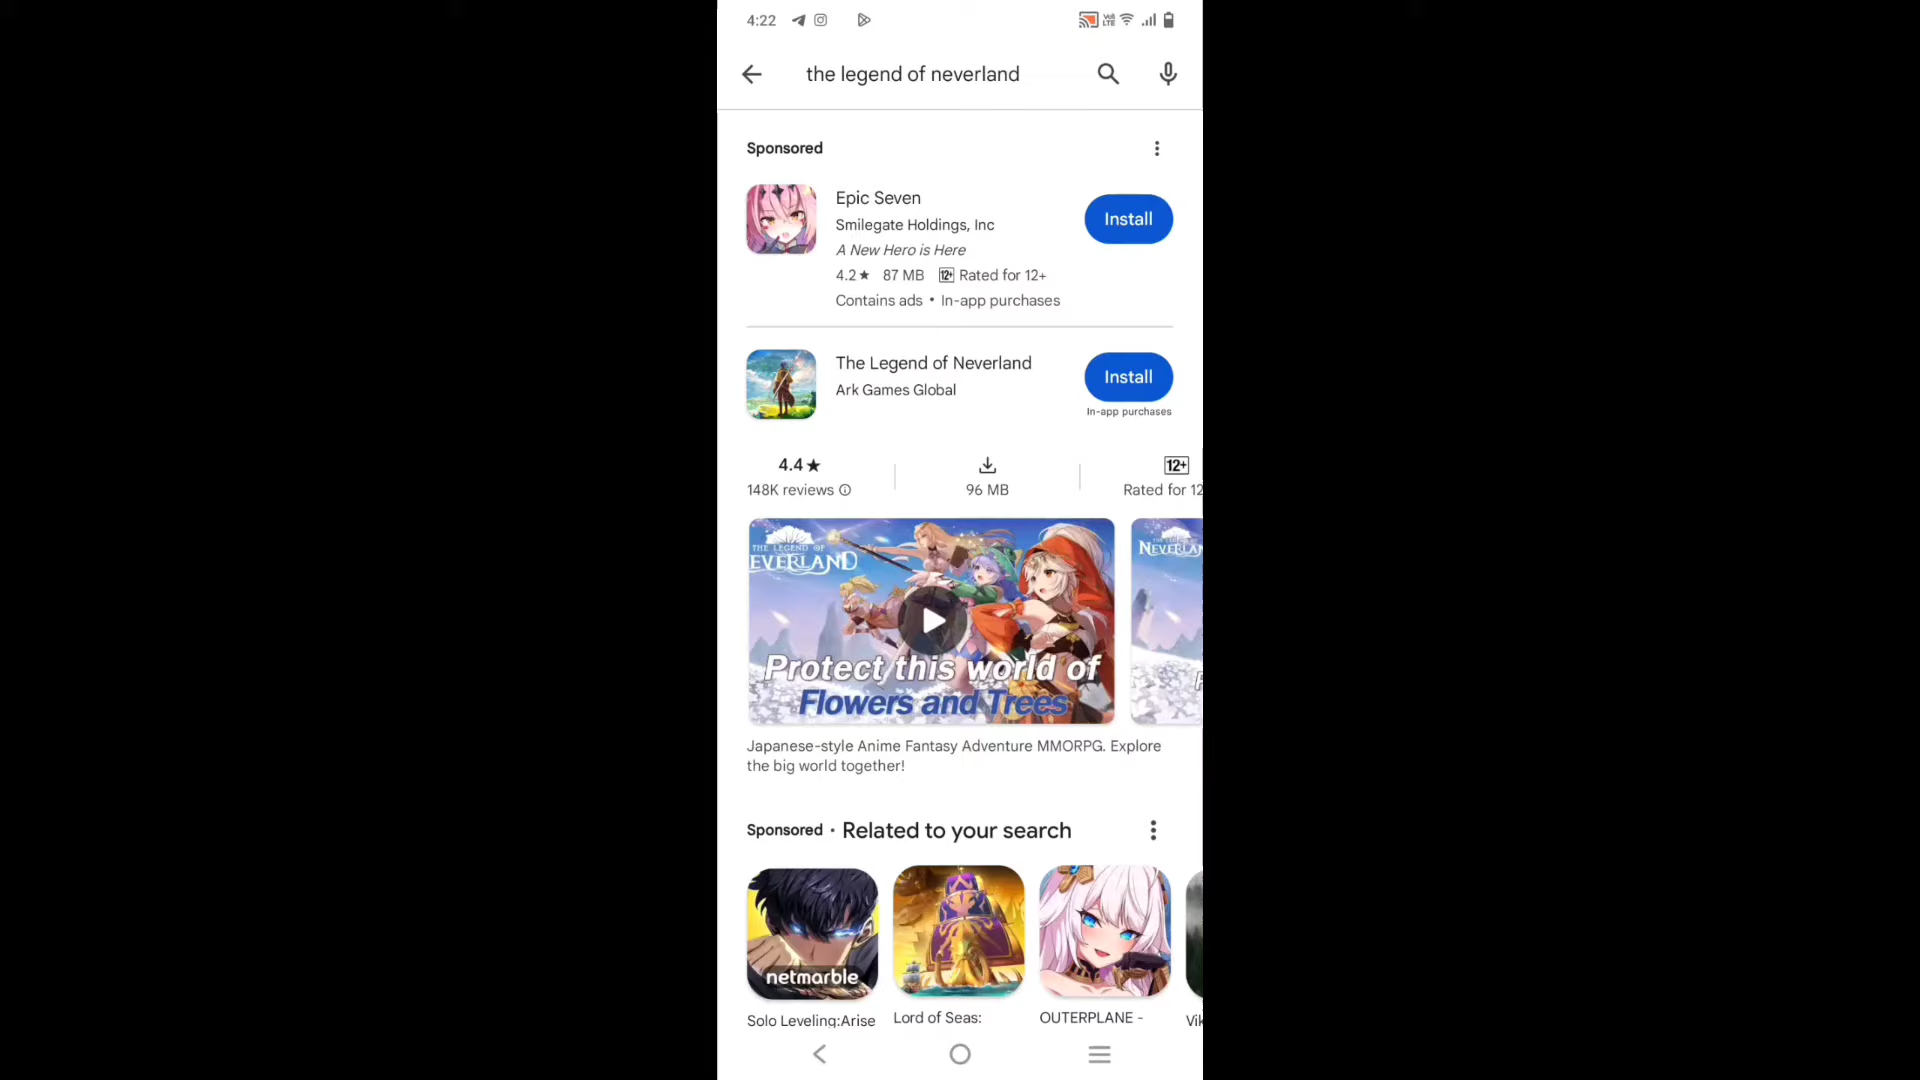 4:22
VoI LTE
the legend of neverland
Sponsored
Epic Seven
Smilegate Holdings, Inc
Install
A New Hero is Here
4.2★ 87 MB 12+ Rated for 12+
Contains ads • In-app purchases
The Legend of Neverland
Ark Games Global
Install
In-app purchases
4.4★
12+
148K reviews
96 MB
Rated for 12
THE LEGEND OF
EVERLAND
NEVERLAN
Protect this world of
Flowers and Trees
Japanese-style Anime Fantasy Adventure MMORPG. Explore
the big world together!
Sponsored • Related to your search
netmarble
Solo Leveling:Arise
Lord of Seas:
OUTERPLANE -
Vik